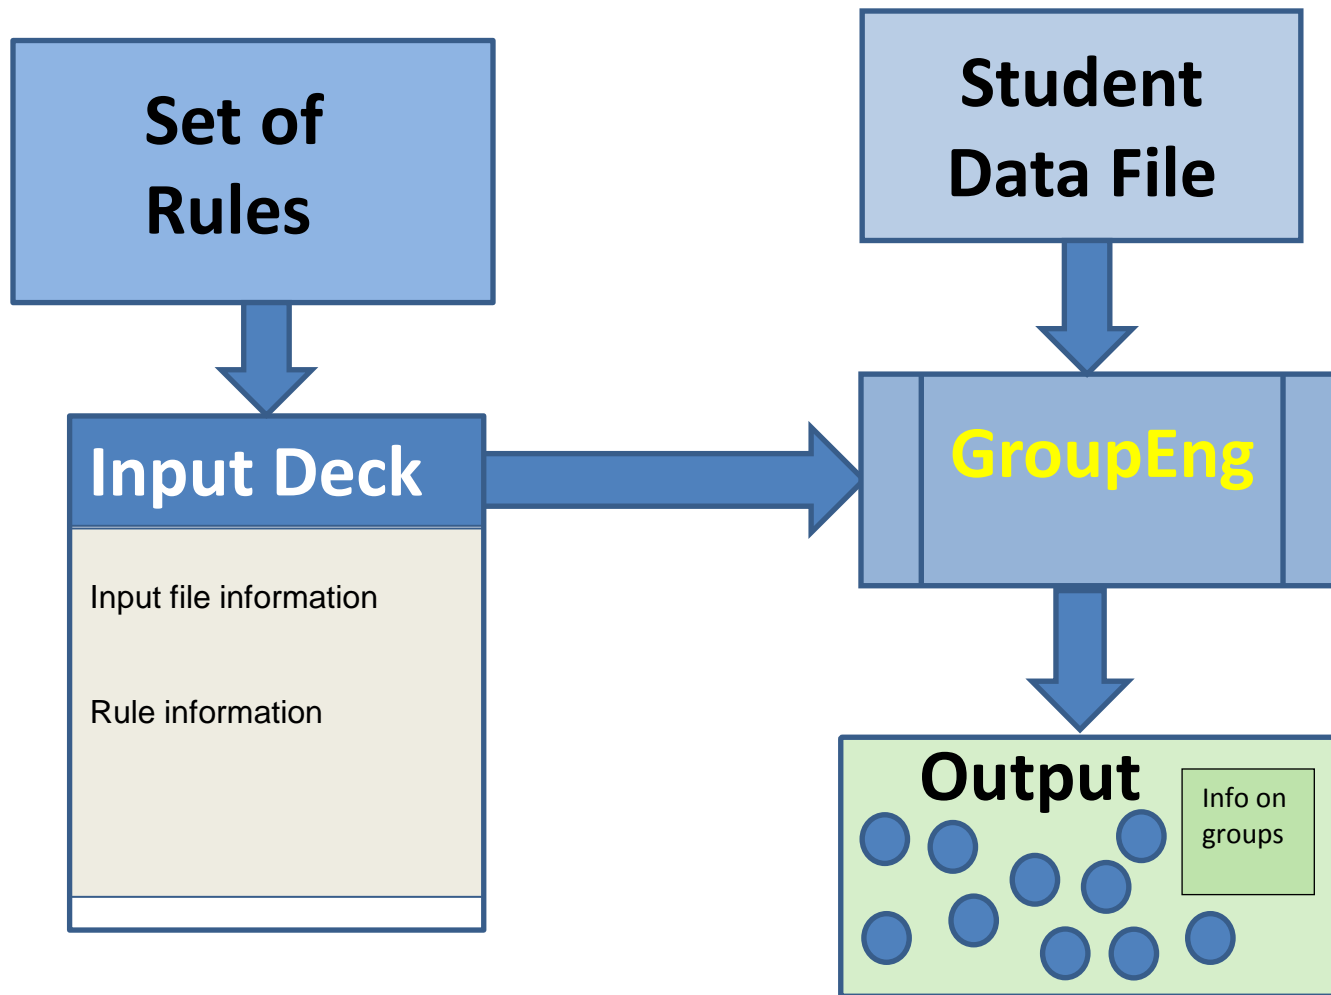 Set of
Rules
Student
Data File
Input Deck
Input file information
Rule information
GroupEng
Output
Info on
groups